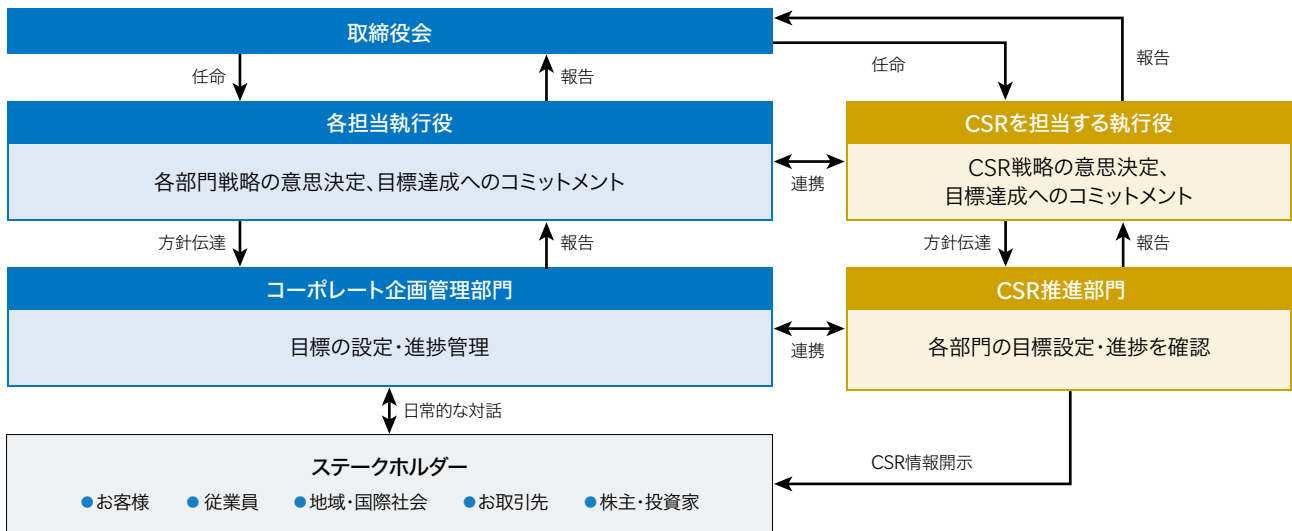 取締役会
任命
報告
任命
報告
各担当執行役
各部門戦略の意思決定、目標達成へのコミットメント
連携
CSRを担当する執行役
CSR戦略の意思決定、
目標達成へのコミットメント
方針伝達
報告
方針伝達
報告
コーポレート企画管理部門
目標の設定・進捗管理
連携
CSR推進部門
各部門の目標設定・進捗を確認
日常的な対話
CSR情報開示
ステークホルダー
●お客様 ●従業員 ●地域・国際社会 ●お取引先 ●株主・投資家